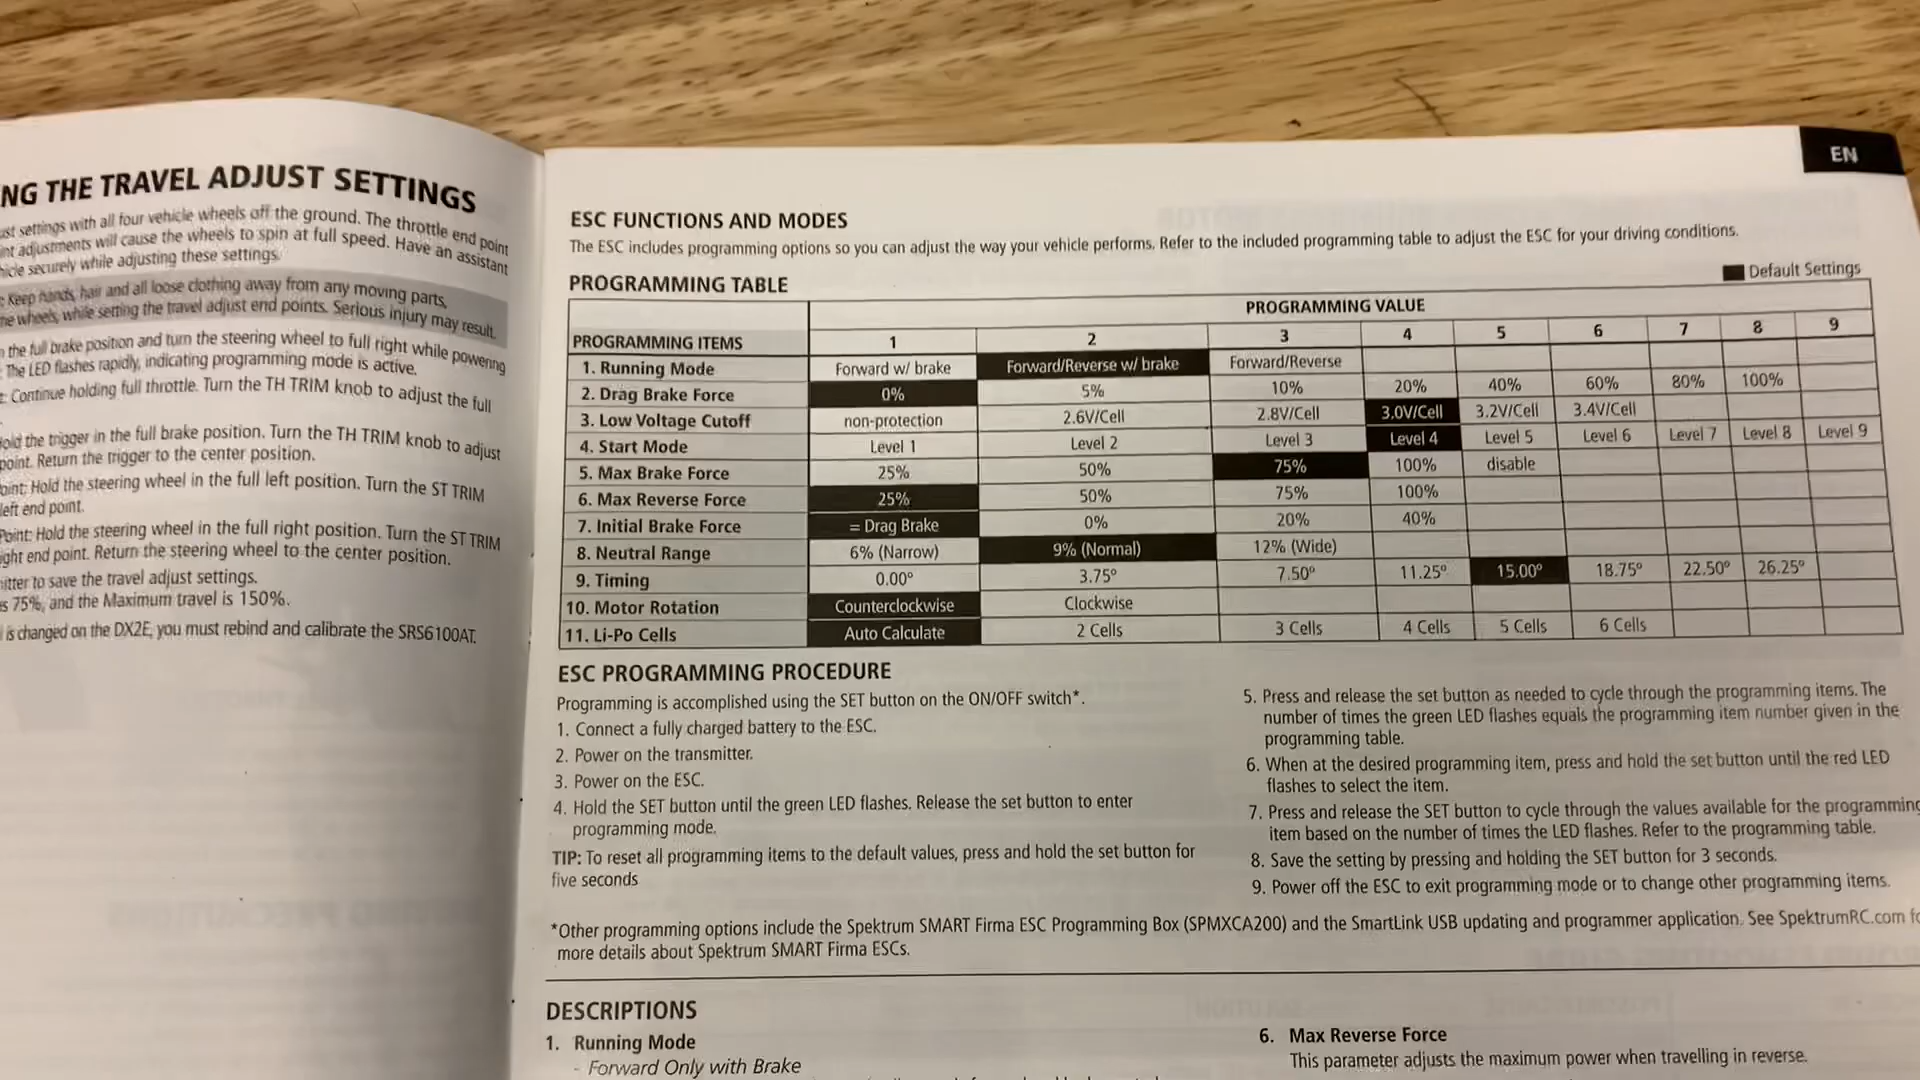 NG THE TRAVEL ADJUST SETTINGS
ust settings with all four vehicle wheels off the ground. The throttle end point
int adjustments will cause the wheels to spin at full speed. Have an assistant
hicle securely while adjusting these settings.
: Keep hands, hair and all loose clothing away from any moving parts,
he wheels, while setting the travel adjust end points. Serious injury may result.
the full brake position and turn the steering wheel to full right while powering
The LED flashes rapidly, indicating programming mode is active.
t: Continue holding full throttle. Turn the TH TRIM knob to adjust the full
.
old the trigger in the full brake position. Turn the TH TRIM knob to adjust
point. Return the trigger to the center position.
oint: Hold the steering wheel in the full left position. Turn the ST TRIM
left end point.
Point: Hold the steering wheel in the full right position. Turn the ST TRIM
ight end point. Return the steering wheel to the center position.
itter to save the travel adjust settings.
s 75%, and the Maximum travel is 150%.
is changed on the DX2E, you must rebind and calibrate the SRS6100AT.
EN
ESC FUNCTIONS AND MODES
The ESC includes programming options so you can adjust the way your vehicle performs. Refer to the included programming table to adjust the ESC for your driving conditions.
PROGRAMMING TABLE
Default Settings
PROGRAMMING VALUE
PROGRAMMING ITEMS 1 2 3 4 5 6 7 8 9
1. Running Mode Forward w/ brake Forward/Reverse w/ brake Forward/Reverse
2. Drag Brake Force 0% 5% 10% 20% 40% 60% 80% 100%
3. Low Voltage Cutoff non-protection 2.6V/Cell 2.8V/Cell 3.0V/Cell 3.2V/Cell 3.4V/Cell
4. Start Mode Level 1 Level 2 Level 3 Level 4 Level 5 Level 6 Level 7 Level 8 Level 9
5. Max Brake Force 25% 50% 75% 100% disable
6. Max Reverse Force 25% 50% 75% 100%
7. Initial Brake Force = Drag Brake 0% 20% 40%
8. Neutral Range 6% (Narrow) 9% (Normal) 12% (Wide)
9. Timing 0.00º 3.75º 7.50º 11.25º 15.00º 18.75º 22.50º 26.25º
10. Motor Rotation Counterclockwise Clockwise
11. Li-Po Cells Auto Calculate 2 Cells 3 Cells 4 Cells 5 Cells 6 Cells
ESC PROGRAMMING PROCEDURE
Programming is accomplished using the SET button on the ON/OFF switch*.
1. Connect a fully charged battery to the ESC.
2. Power on the transmitter.
3. Power on the ESC.
4. Hold the SET button until the green LED flashes. Release the set button to enter
programming mode.
TIP: To reset all programming items to the default values, press and hold the set button for
five seconds
5. Press and release the set button as needed to cycle through the programming items. The
number of times the green LED flashes equals the programming item number given in the
programming table.
6. When at the desired programming item, press and hold the set button until the red LED
flashes to select the item.
7. Press and release the SET button to cycle through the values available for the programming
item based on the number of times the LED flashes. Refer to the programming table.
8. Save the setting by pressing and holding the SET button for 3 seconds.
9. Power off the ESC to exit programming mode or to change other programming items.
*Other programming options include the Spektrum SMART Firma ESC Programming Box (SPMXCA200) and the SmartLink USB updating and programmer application. See SpektrumRC.com fo
more details about Spektrum SMART Firma ESCs.
DESCRIPTIONS
1. Running Mode
- Forward Only with Brake
6. Max Reverse Force
This parameter adjusts the maximum power when travelling in reverse.